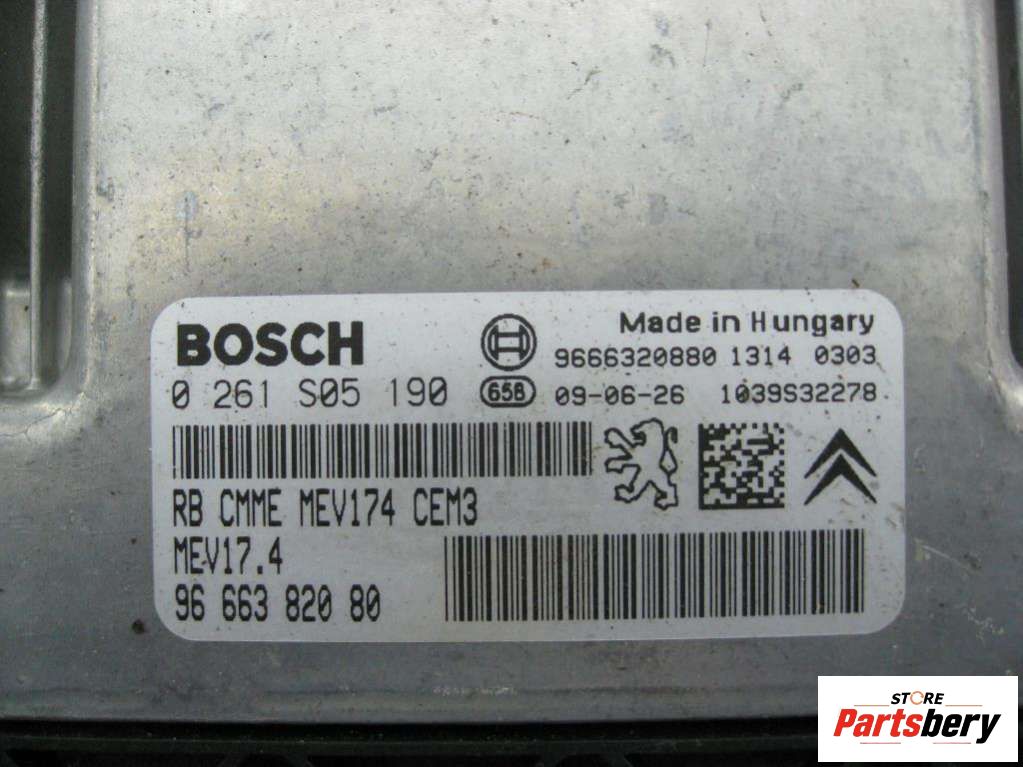 BOSCH
Made in Hungary
9666320880 1314 0303
0 261 S05 190
65B
09-06-26 1039S32278
RB CMME MEV174 CEM3
MEV17.4
96 663 820 80
STORE
Partsbery